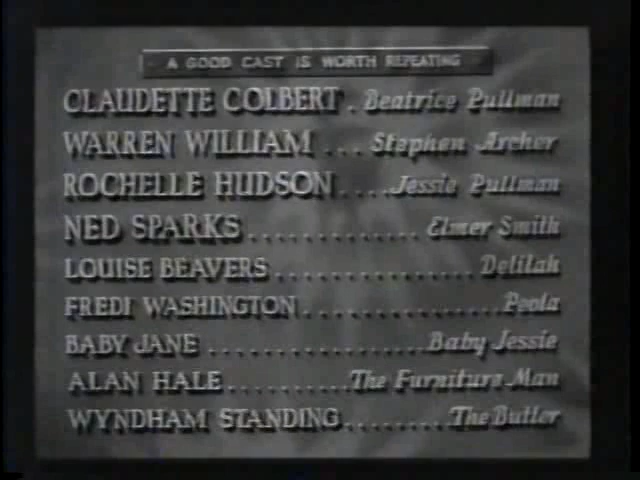 A GOOD CAST IS WORTH REPEATING
CLAUDETTE COLBERT . Beatrice Pullman
WARREN WILLIAM ... Stephen Archer
ROCHELLE HUDSON .... Jessie Pullman
NED SPARKS ............. Elmer Smith
LOUISE BEAVERS ............... Delilah
FREDI WASHINGTON ............... Peola
BABY JANE ................. Baby Jessie
ALAN HALE ......... The Furniture Man
WYNDHAM STANDING ........ The Butler